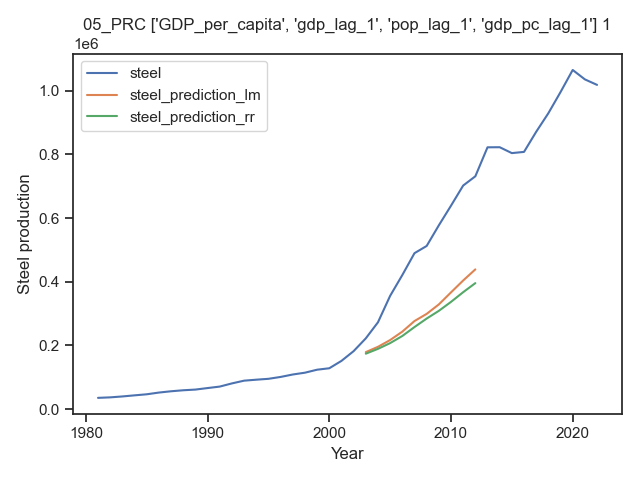 05_PRC ['GDP_per_capita', 'gdp_lag_1', 'pop_lag_1', 'gdp_pc_lag_1'] 1
1e6
steel
steel_prediction_lm
steel_prediction_rr
1.0
0.8
0.6
0.4
0.2
0.0
Steel production
1980 1990 2000 2010 2020
Year